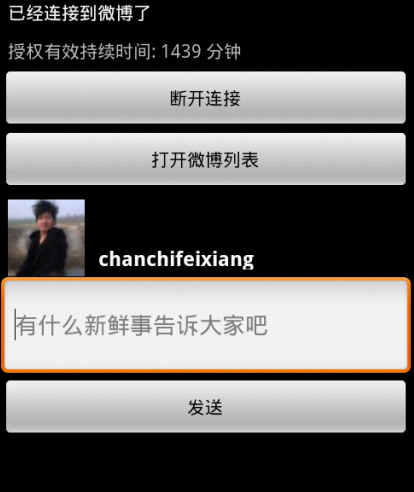 已经连接到微博了
授权有效持续时间: 1439 分钟
断开连接
打开微博列表
chanchifeixiang
有什么新鲜事告诉大家吧
发送